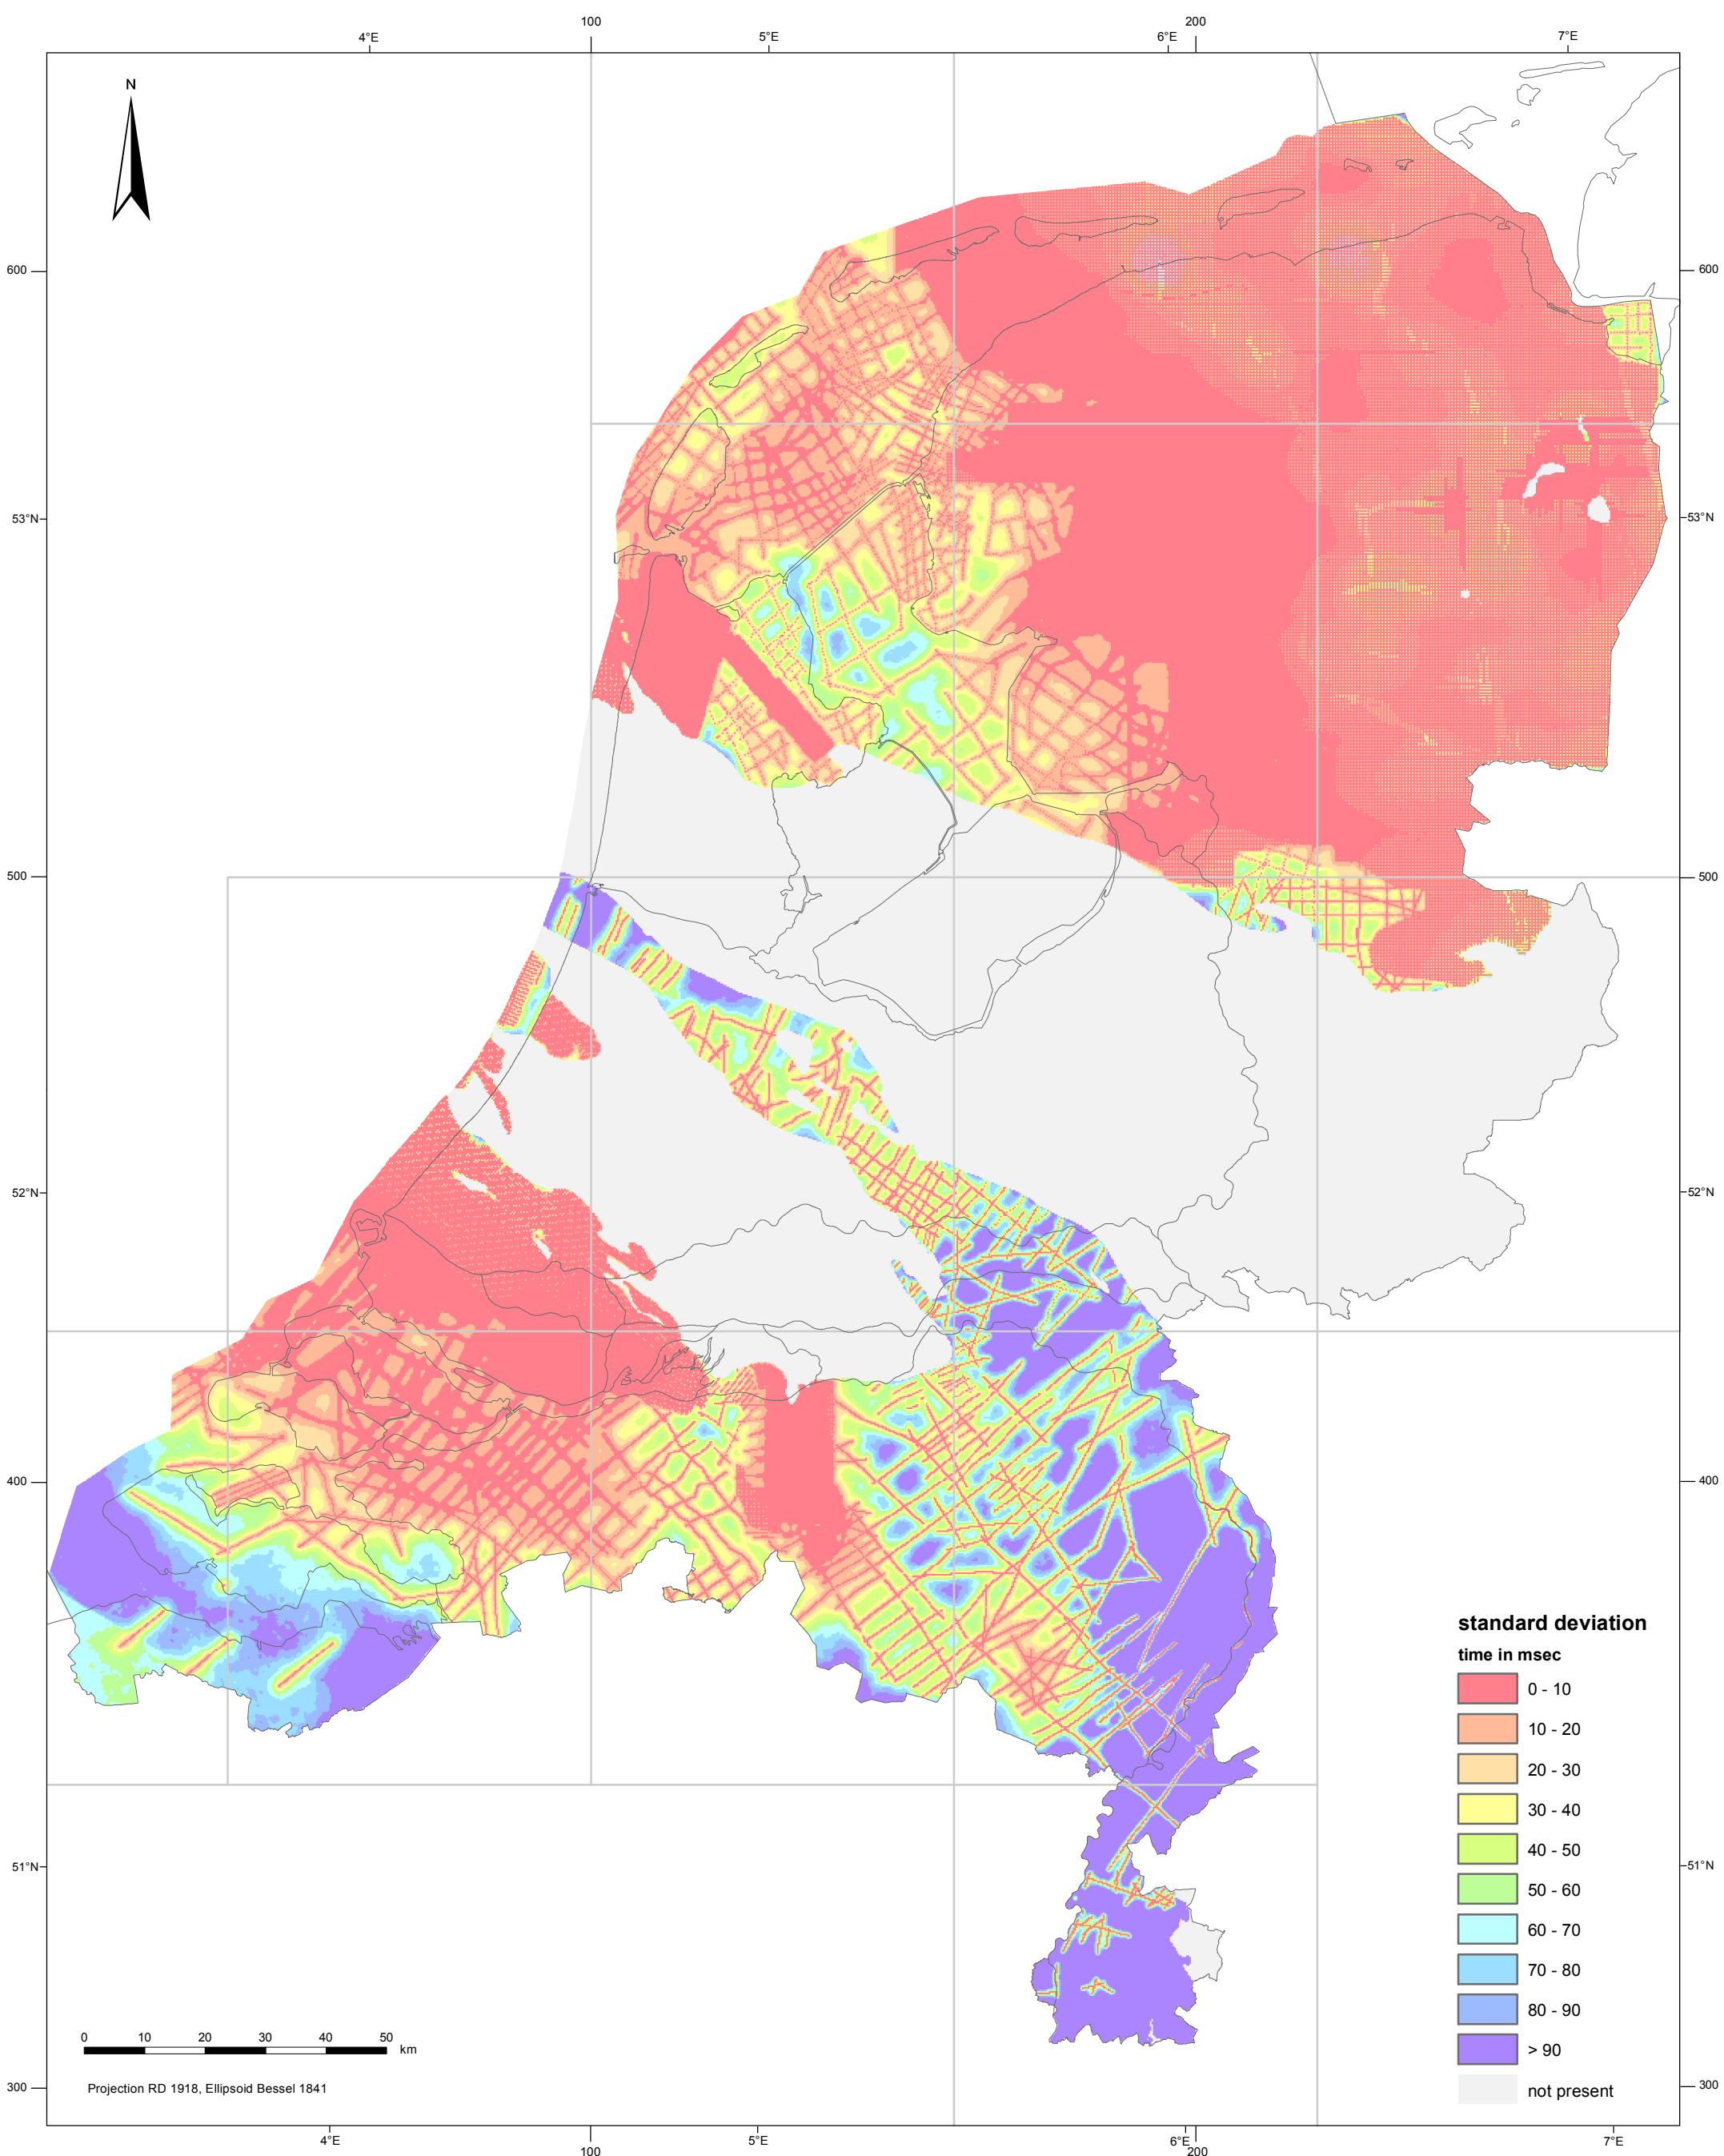 100 200
4°E 5°E 6°E 7°E
N
600 600
53°N 53°N
500 500
52°N 52°N
400 400
standard deviation
time in msec
0 - 10
10 - 20
20 - 30
30 - 40
40 - 50
50 - 60
60 - 70
70 - 80
80 - 90
> 90
not present
51°N 51°N
0 10 20 30 40 50 km
Projection RD 1918, Ellipsoid Bessel 1841
300 300
4°E 5°E 6°E 7°E
100 200